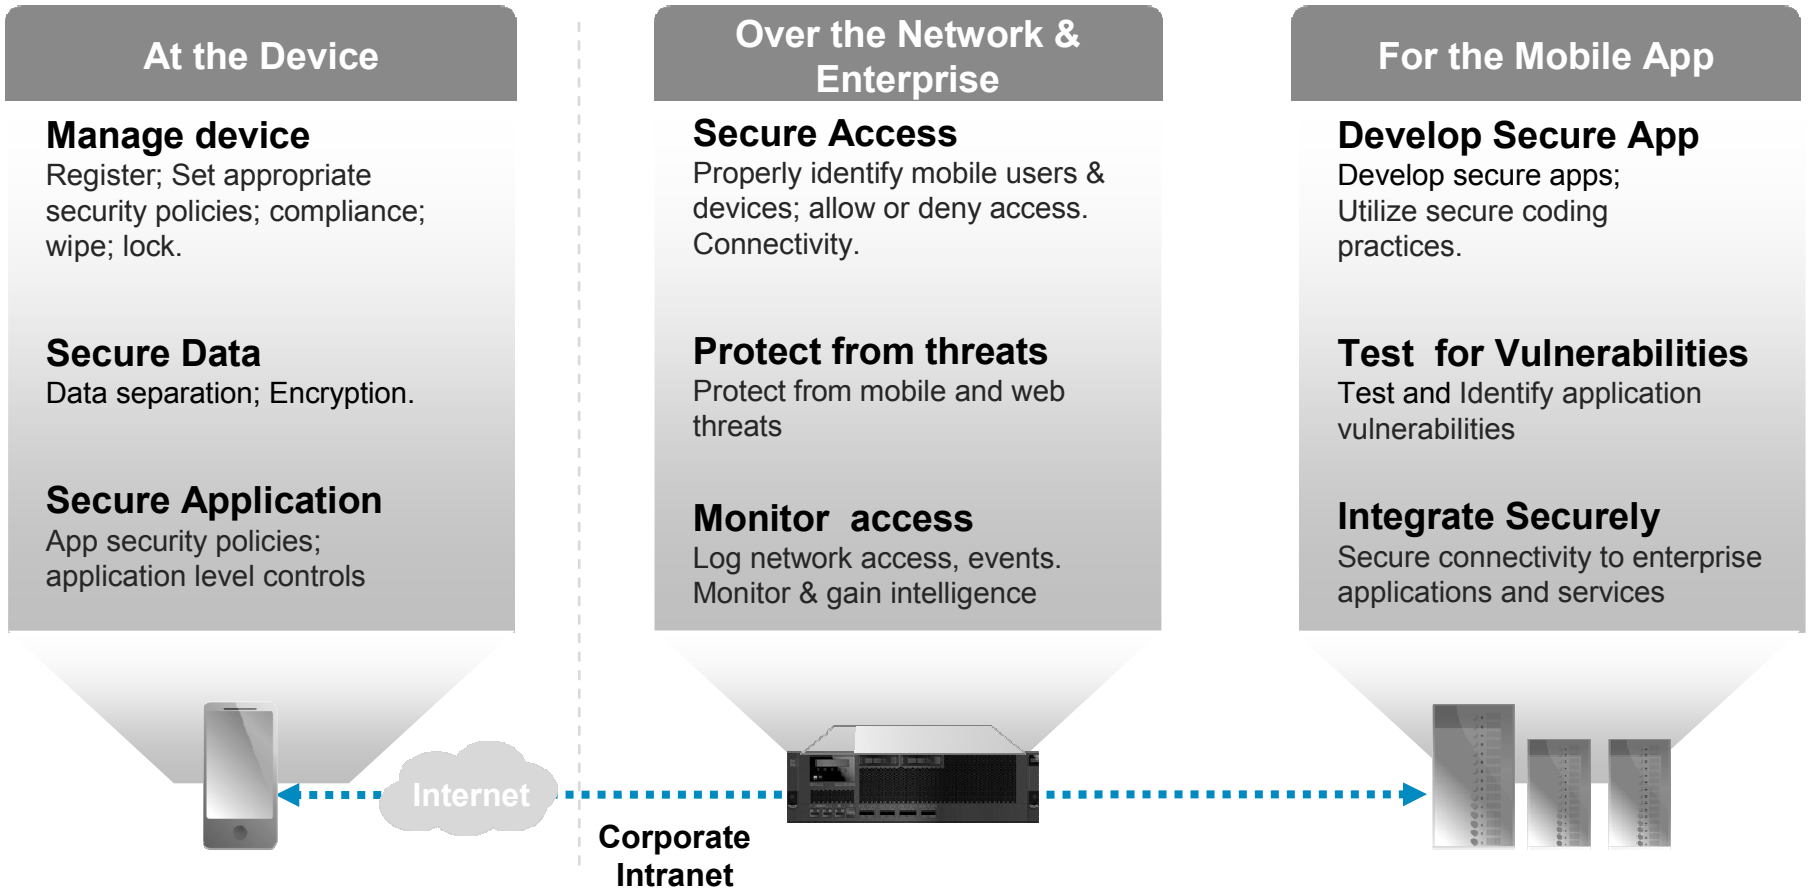 At the Device
Manage device
Register; Set appropriate
security policies; compliance;
wipe; lock.
Secure Data
Data separation; Encryption.
Secure Application
App security policies;
application level controls
Over the Network &
Enterprise
Secure Access
Properly identify mobile users &
devices; allow or deny access.
Connectivity.
Protect from threats
Protect from mobile and web
threats
Monitor  access
Log network access, events.
Monitor & gain intelligence
For the Mobile App
Develop Secure App
Develop secure apps;
Utilize secure coding
practices.
Test  for Vulnerabilities
Test and Identify application
vulnerabilities
Integrate Securely
Secure connectivity to enterprise
applications and services
Internet
Corporate
Intranet